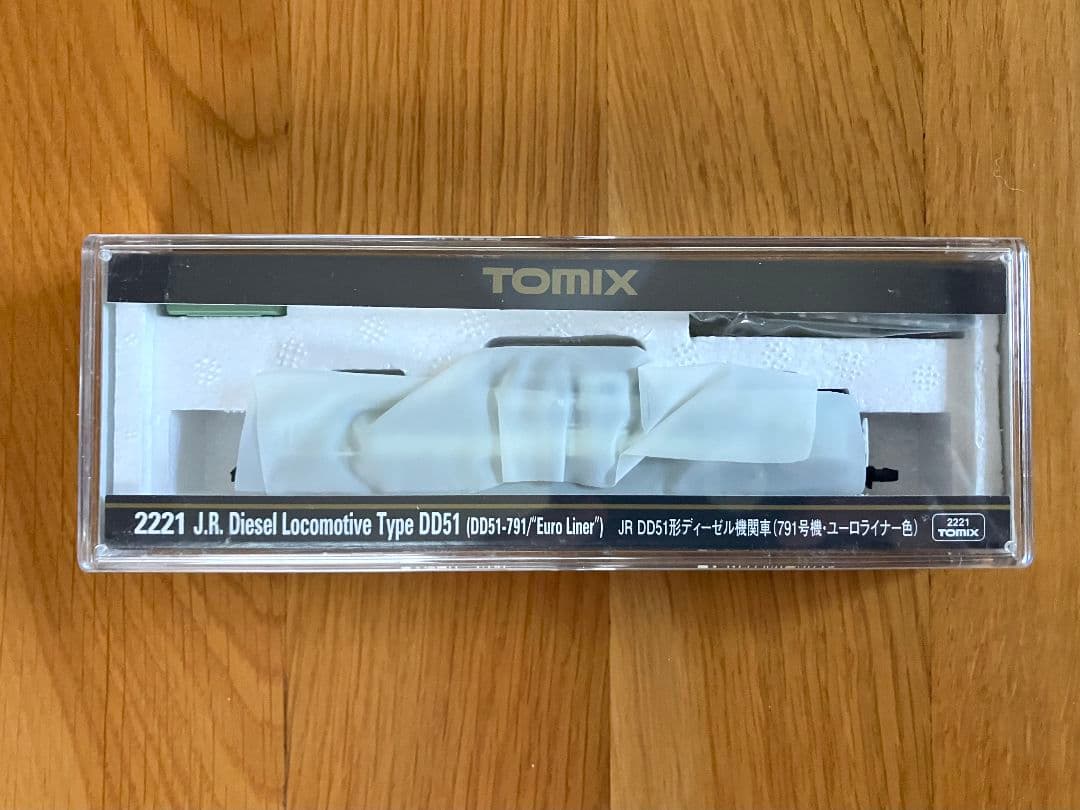 TOMIX
2221 J.R. Diesel Locomotive Type DD51 (DD51-791/"Euro Liner") JR DD51形ディーゼル機関車(791号機・ユーロライナー色) 2221
TOMIX